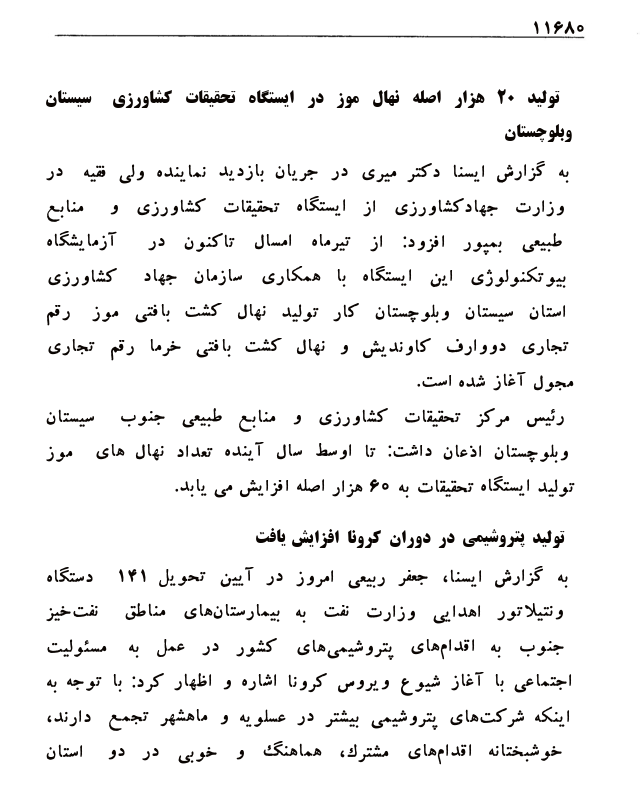 ۱۱۶۸۰
تولید ۲۰ هزار اصله نهال موز در ایستگاه تحقیقات کشاورزی سیستان
وبلوچستان
به گزارش ایسنا دکتر میری در جریان بازدید نماینده ولی فقیه در
وزارت جهادکشاورزی از ایستگاه تحقیقات کشاورزی و منابع
طبیعی بمپور افزود: از تیرماه امسال تاکنون در آزمایشگاه
بیوتکنولوژی این ایستگاه با همکاری سازمان جهاد کشاورزی
استان سیستان وبلوچستان کار تولید نهال کشت بافتی موز رقم
تجاری دووارف کاوندیش و نهال کشت بافتی خرما رقم تجاری
مجول آغاز شده است.
رئیس مرکز تحقیقات کشاورزی و منابع طبیعی جنوب سیستان
وبلوچستان اذعان داشت: تا اوسط سال آینده تعداد نهال های موز
تولید ایستگاه تحقیقات به ۶۰ هزار اصله افزایش می یابد.
تولید پتروشیمی در دوران کرونا افزایش یافت
به گزارش ایسنا، جعفر ربیعی امروز در آیین تحویل ۱۴۱ دستگاه
ونتیلاتور اهدایی وزارت نفت به بیمارستان‌های مناطق نفت‌خیز
جنوب به اقدام‌های پتروشیمی‌های کشور در عمل به مسئولیت
اجتماعی با آغاز شیوع ویروس کرونا اشاره و اظهار کرد: با توجه به
اینکه شرکت‌های پتروشیمی بیشتر در عسلویه و ماهشهر تجمع دارند،
خوشبختانه اقدام‌های مشترك، هماهنگ و خوبی در دو استان